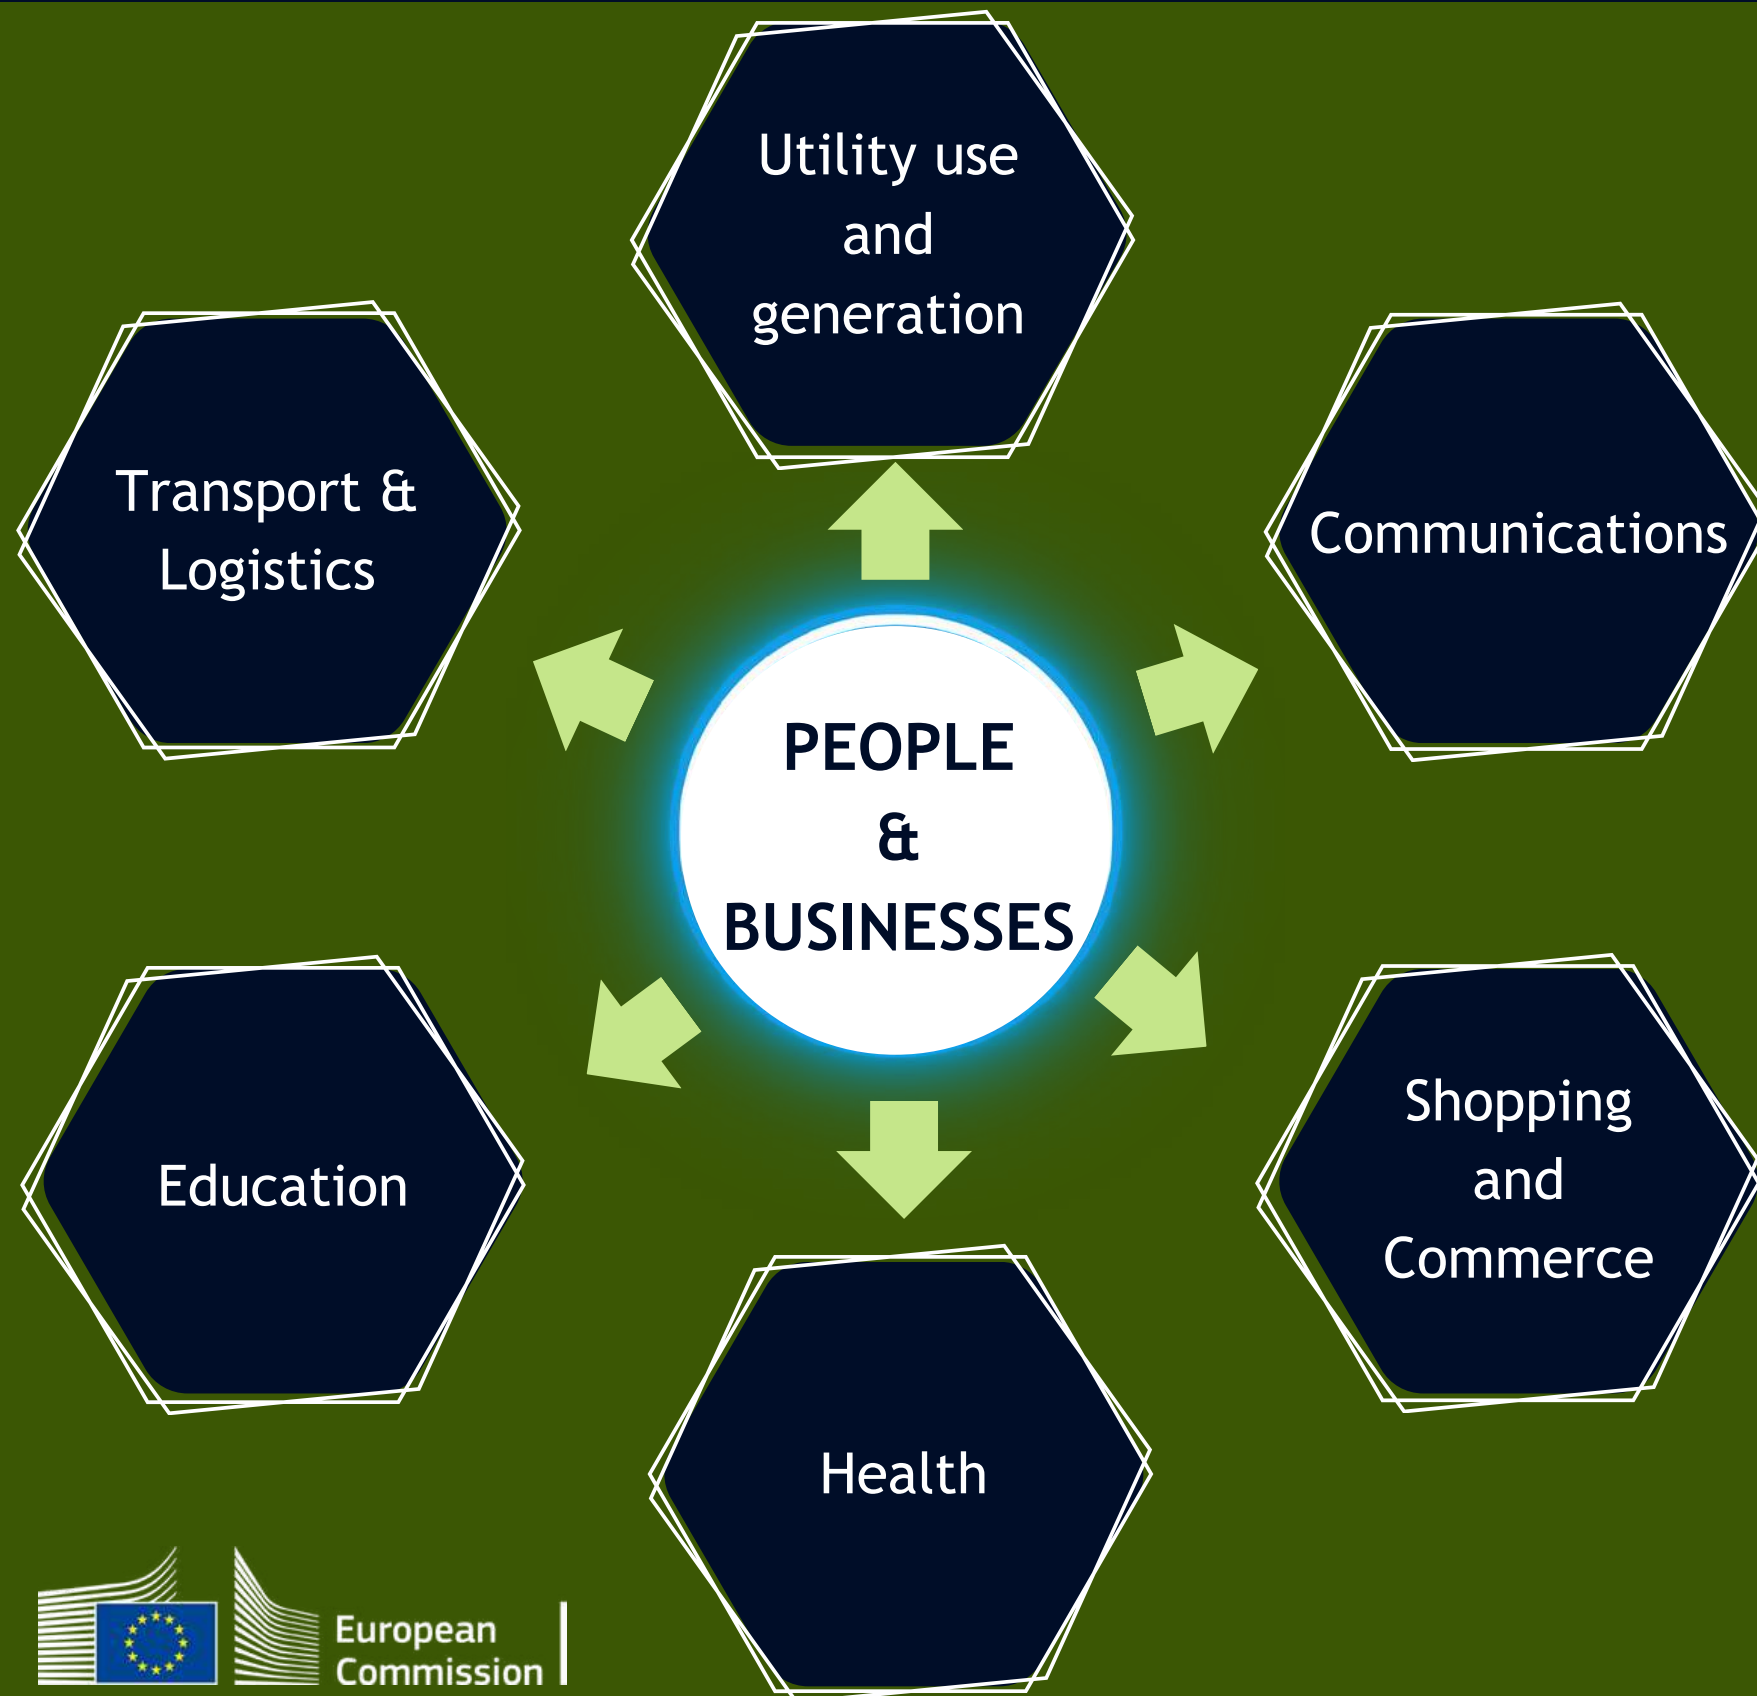 Utility use
and
generation
Transport &
Logistics
Communications
PEOPLE
&
BUSINESSES
Education
Shopping
and
Commerce
Health
European
Commission